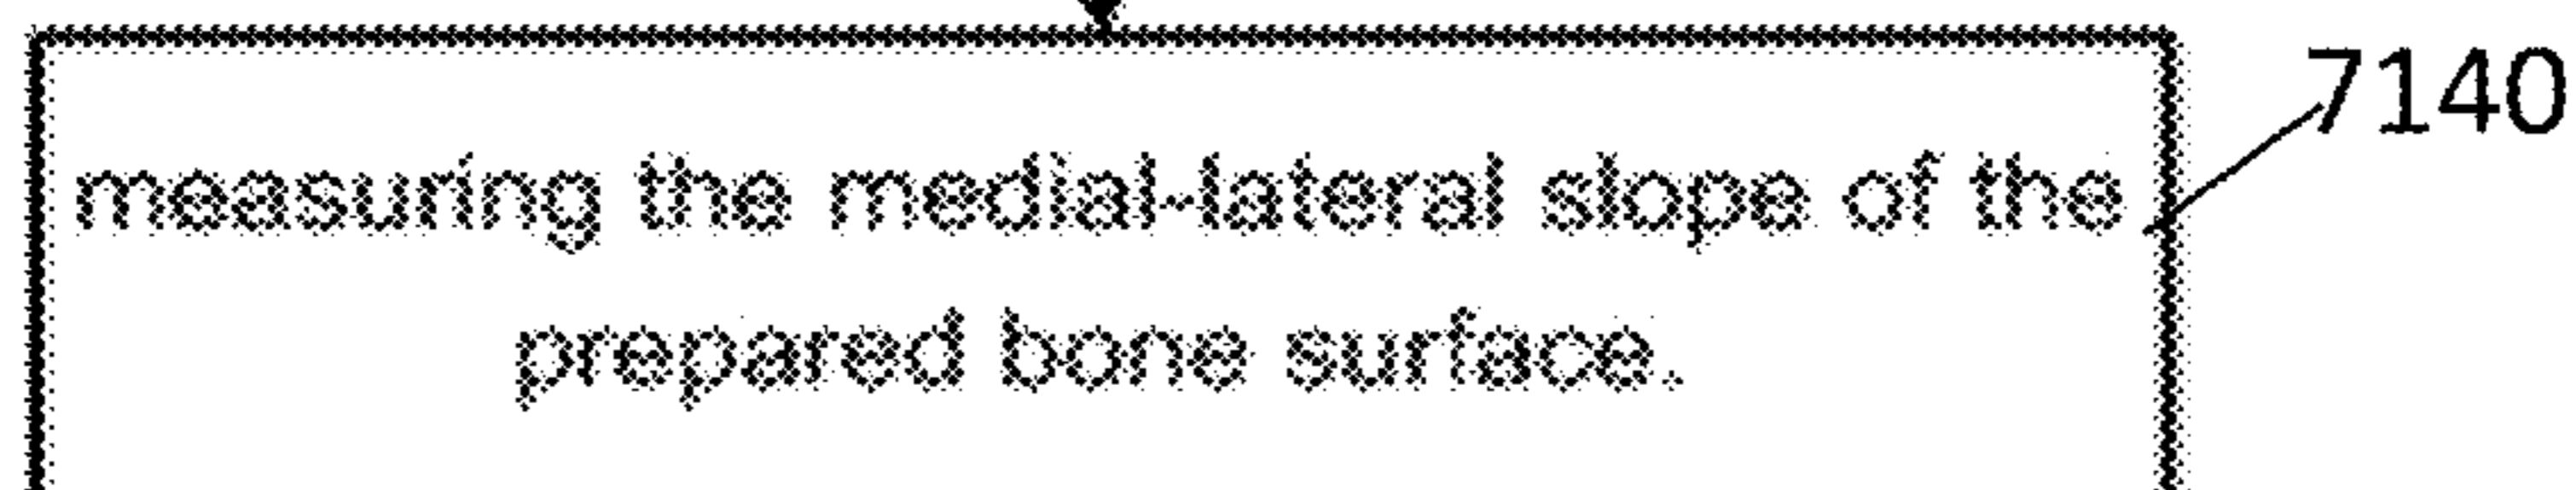 7140
measuring the medial-lateral slope of the
prepared bone surface.